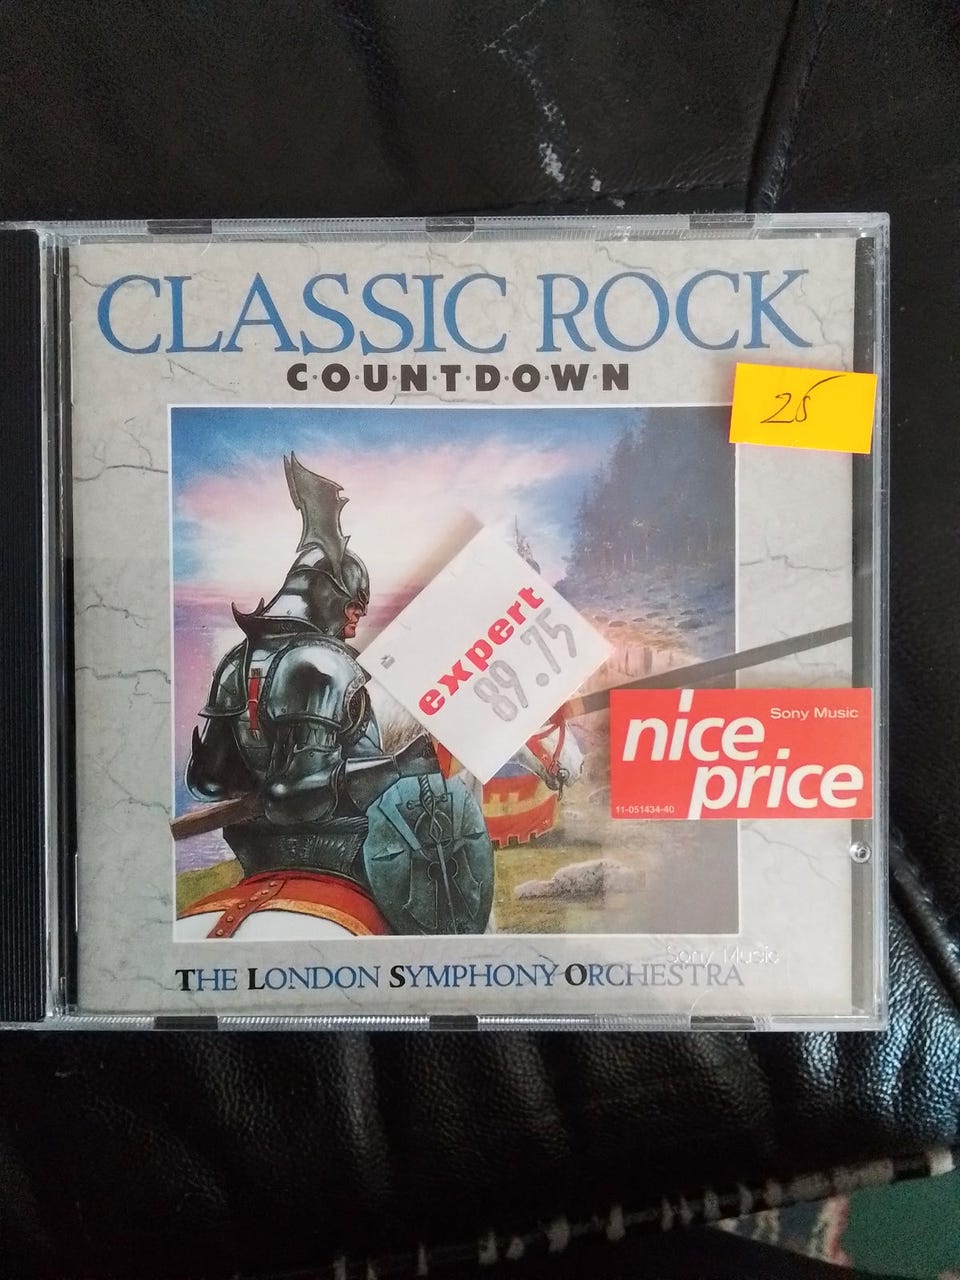 CLASSIC ROCK
C·O·U·N·T·D·O·W·N
25
expert
89.75
Sony Music
nice
price
11-051434-40
Sony Music
THE LONDON SYMPHONY ORCHESTRA